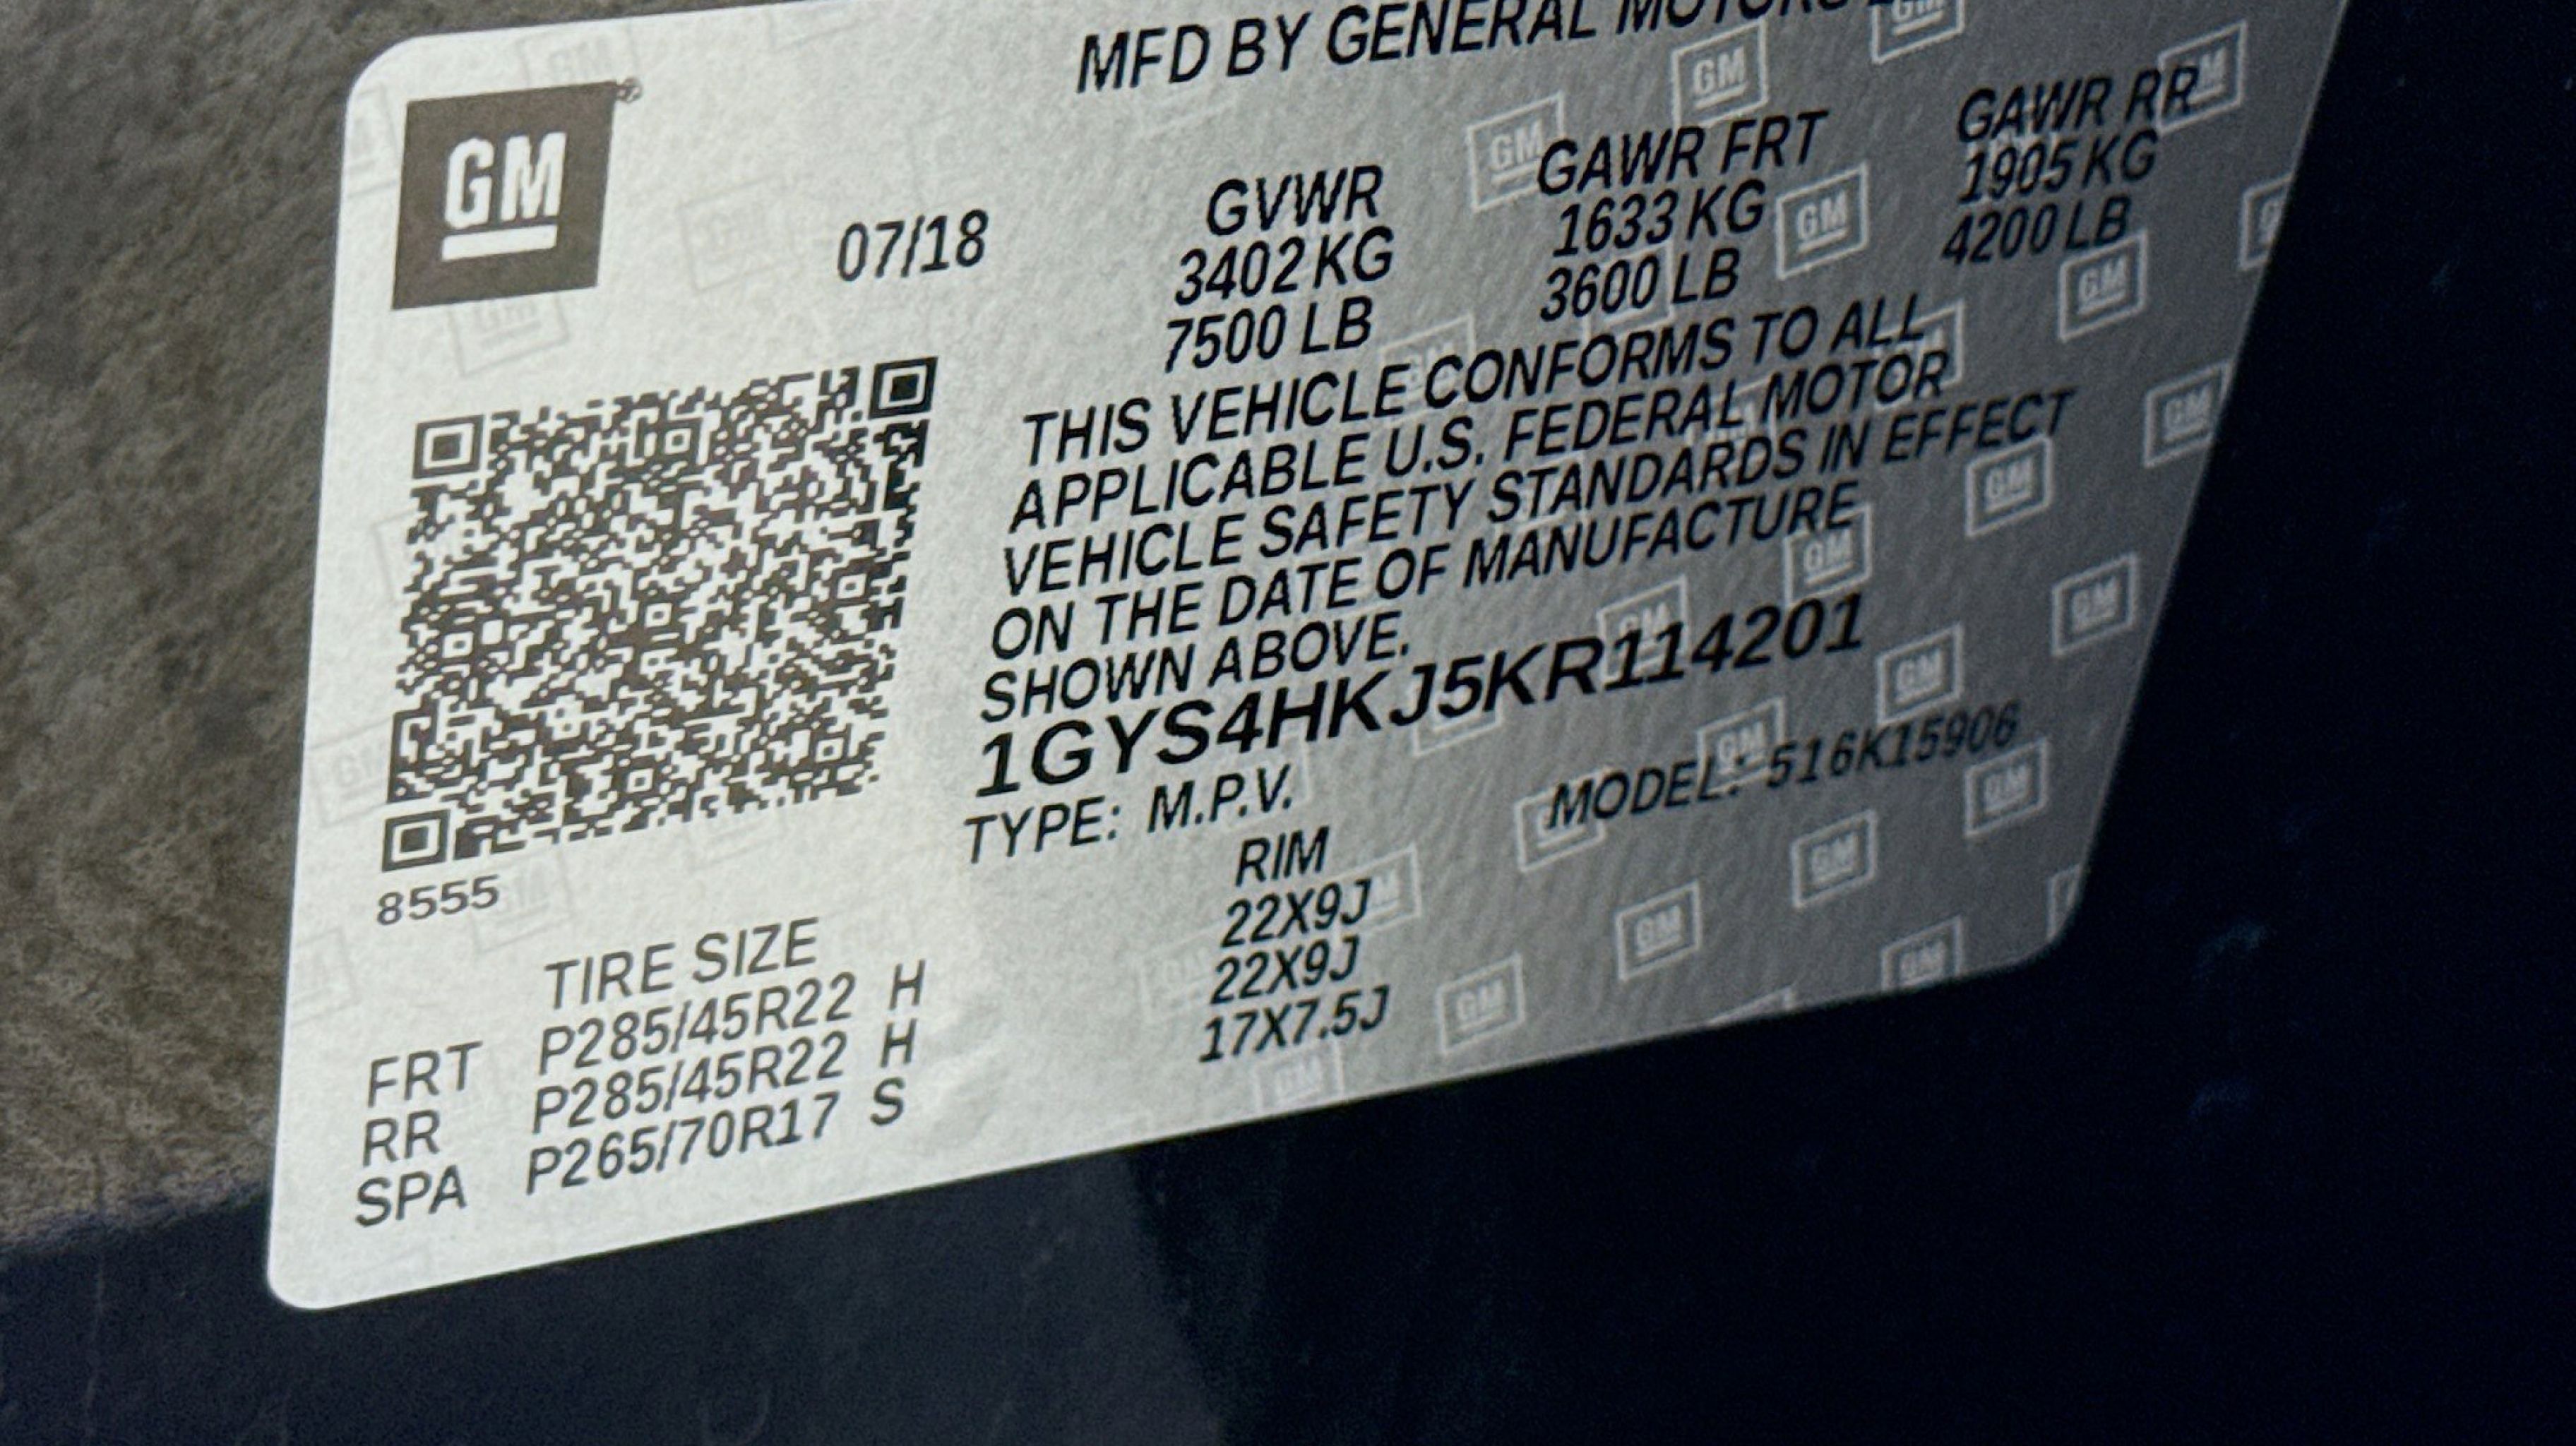 MFD BY GENERAL MOTORS
GM
07/18
GVWR GAWR FRT GAWR RR
3402 KG 1633 KG 1905 KG
7500 LB 3600 LB 4200 LB
THIS VEHICLE CONFORMS TO ALL
APPLICABLE U.S. FEDERAL MOTOR
VEHICLE SAFETY STANDARDS IN EFFECT
ON THE DATE OF MANUFACTURE
SHOWN ABOVE.
1GYS4HKJ5KR114201
TYPE: M.P.V. MODEL: 516K15906
8555
TIRE SIZE RIM
FRT P285/45R22 H 22X9J
RR P285/45R22 H 22X9J
SPA P265/70R17 S 17X7.5J